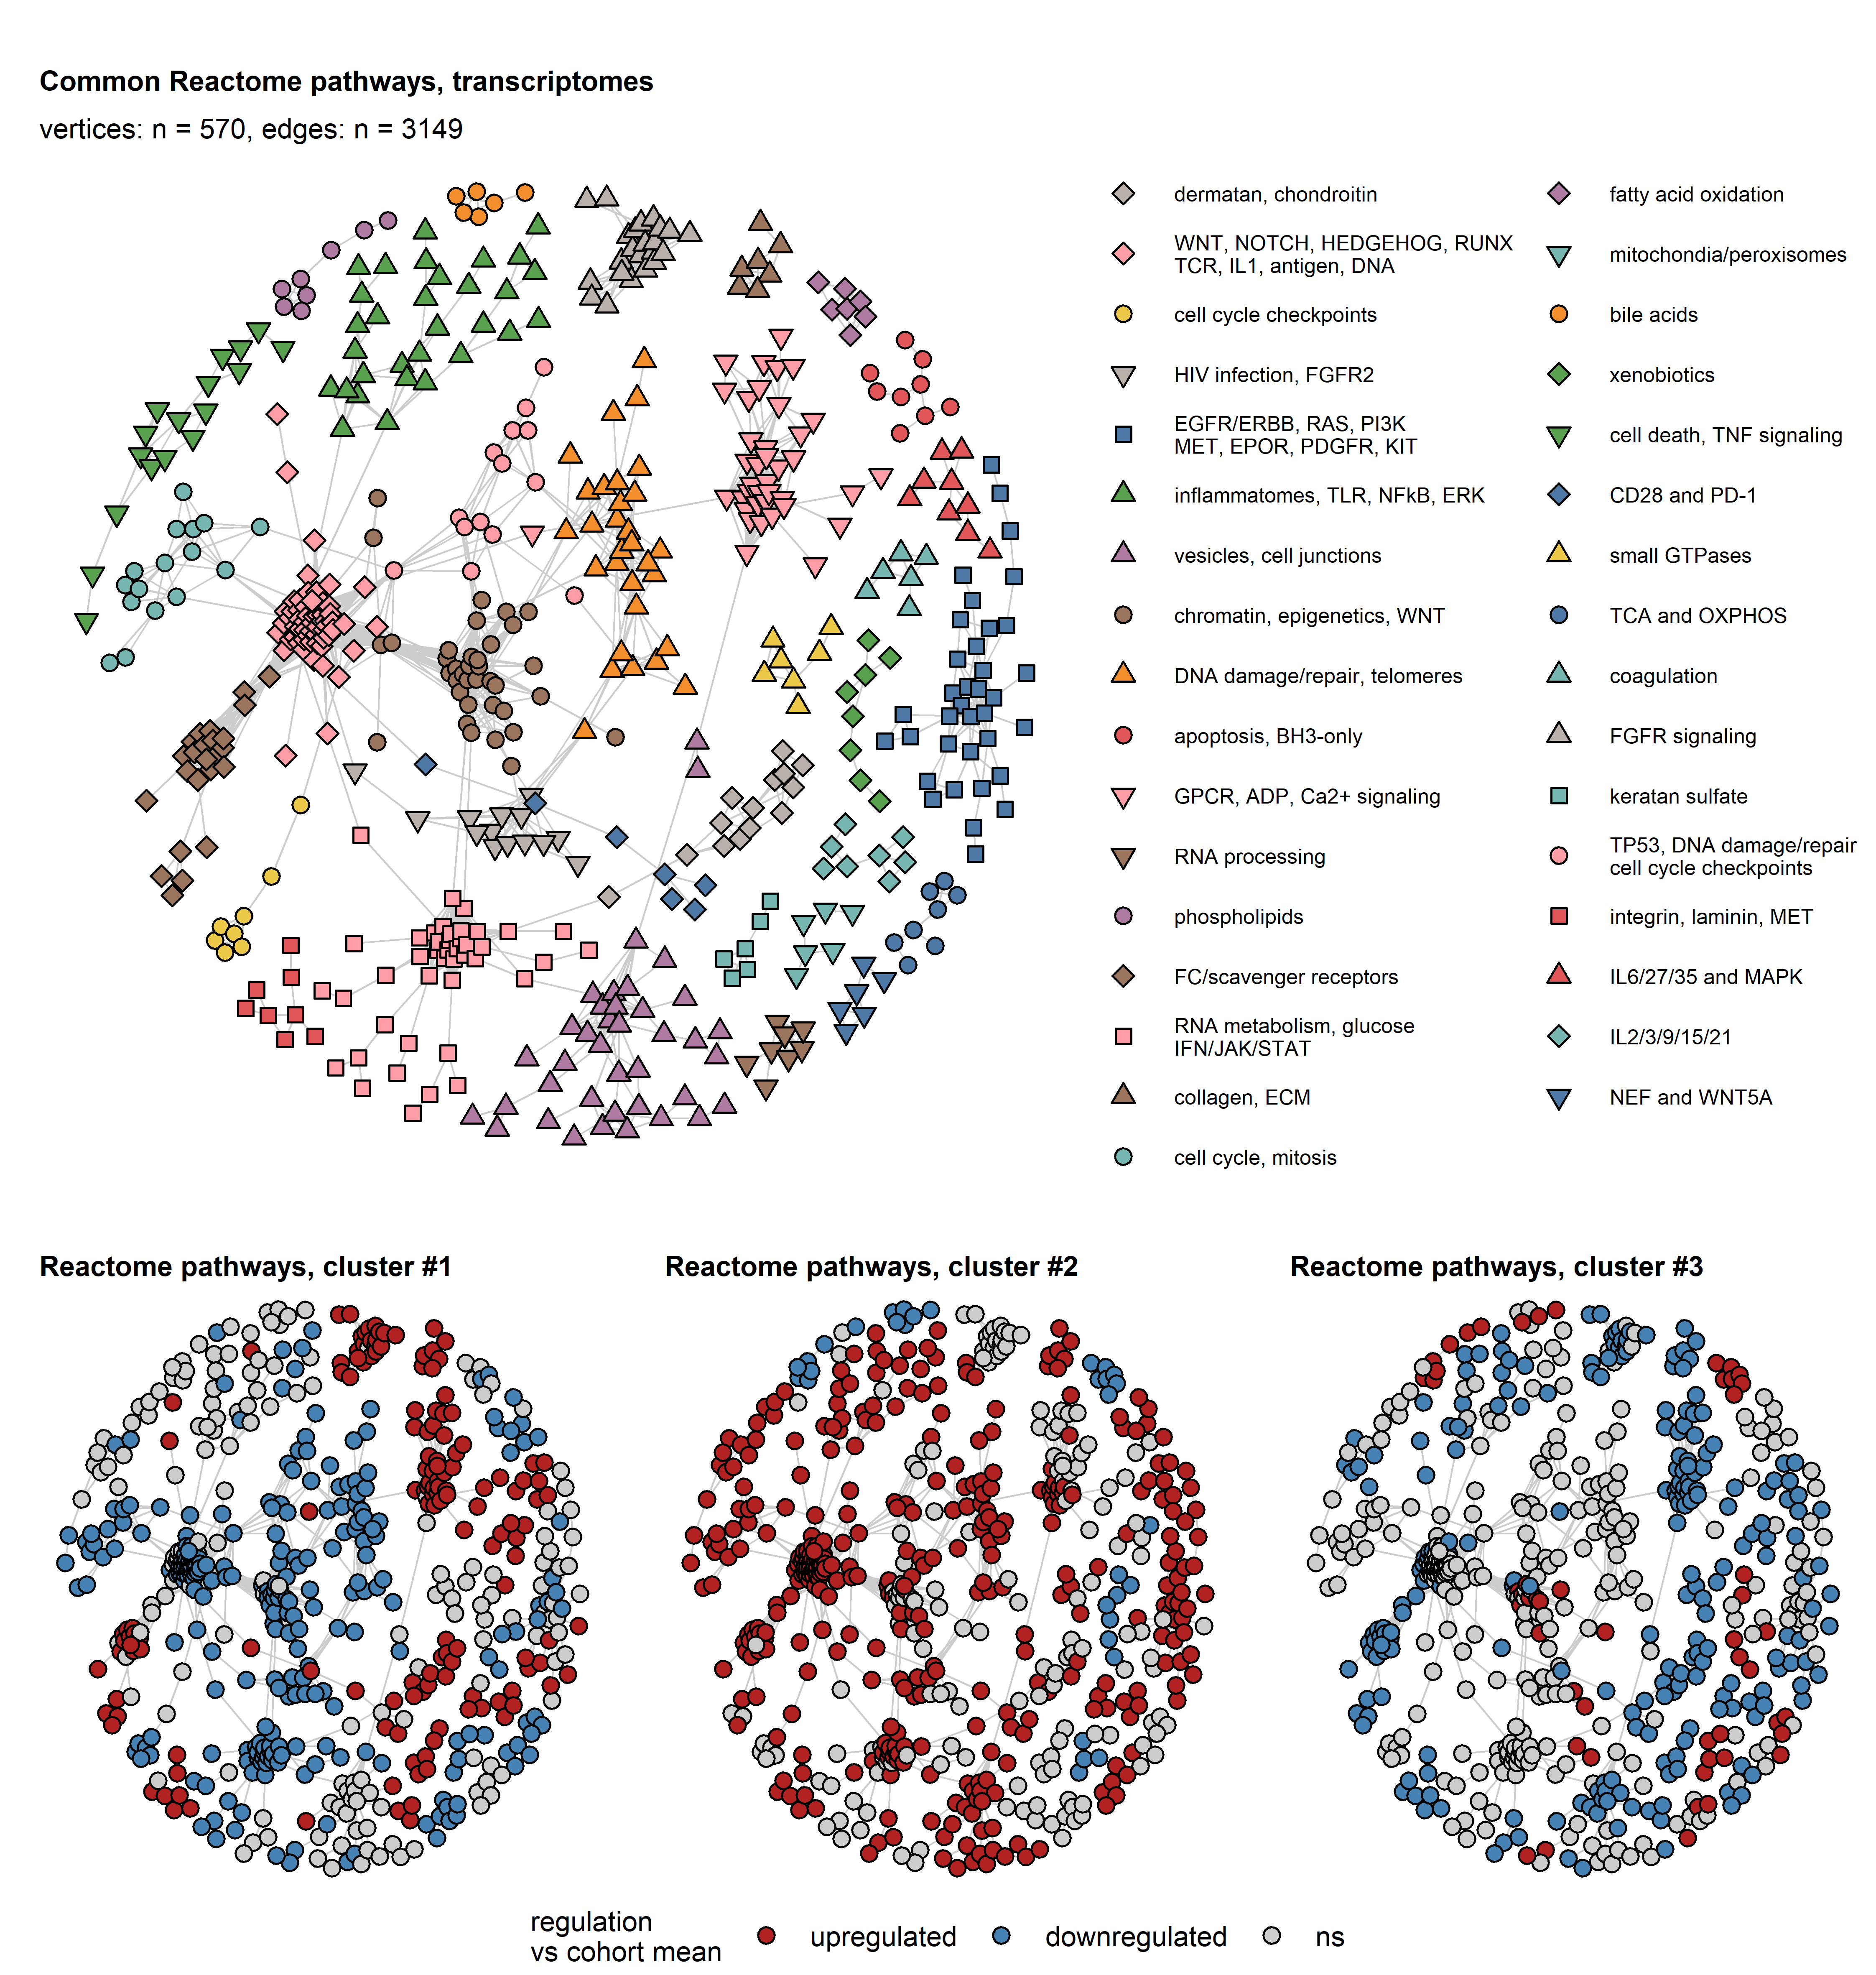 Common Reactome pathways, transcriptomes
vertices: n = 570, edges: n = 3149
dermatan, chondroitin
WNT, NOTCH, HEDGEHOG, RUNX
TCR, IL1, antigen, DNA
cell cycle checkpoints
HIV infection, FGFR2
EGFR/ERBB, RAS, PI3K
MET, EPOR, PDGFR, KIT
inflammatomes, TLR, NFkB, ERK
vesicles, cell junctions
chromatin, epigenetics, WNT
DNA damage/repair, telomeres
apoptosis, BH3-only
GPCR, ADP, Ca2+ signaling
RNA processing
phospholipids
FC/scavenger receptors
RNA metabolism, glucose
IFN/JAK/STAT
collagen, ECM
cell cycle, mitosis
fatty acid oxidation
mitochondia/peroxisomes
bile acids
xenobiotics
cell death, TNF signaling
CD28 and PD-1
small GTPases
TCA and OXPHOS
coagulation
FGFR signaling
keratan sulfate
TP53, DNA damage/repair
cell cycle checkpoints
integrin, laminin, MET
IL6/27/35 and MAPK
IL2/3/9/15/21
NEF and WNT5A
Reactome pathways, cluster #1
Reactome pathways, cluster #2
Reactome pathways, cluster #3
regulation
vs cohort mean
upregulated
downregulated
ns